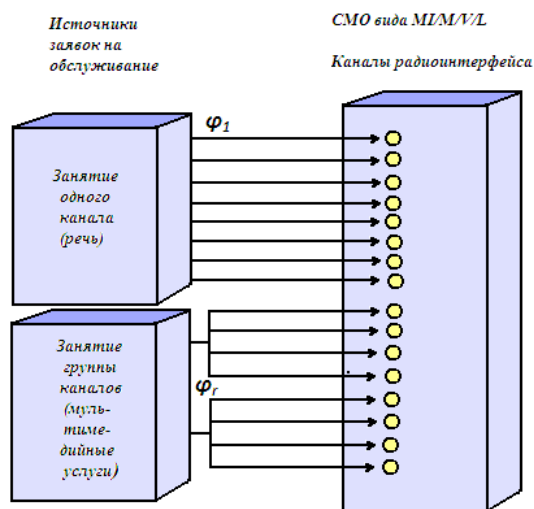 Источники
заявок на
обслуживание
СМО вида MI/M/V/L
Каналы радиоинтерфейса
φ1
Занятие
одного
канала
(речь)
Занятие
группы
каналов
(муль-
тиме-
дийные
услуги)
φr